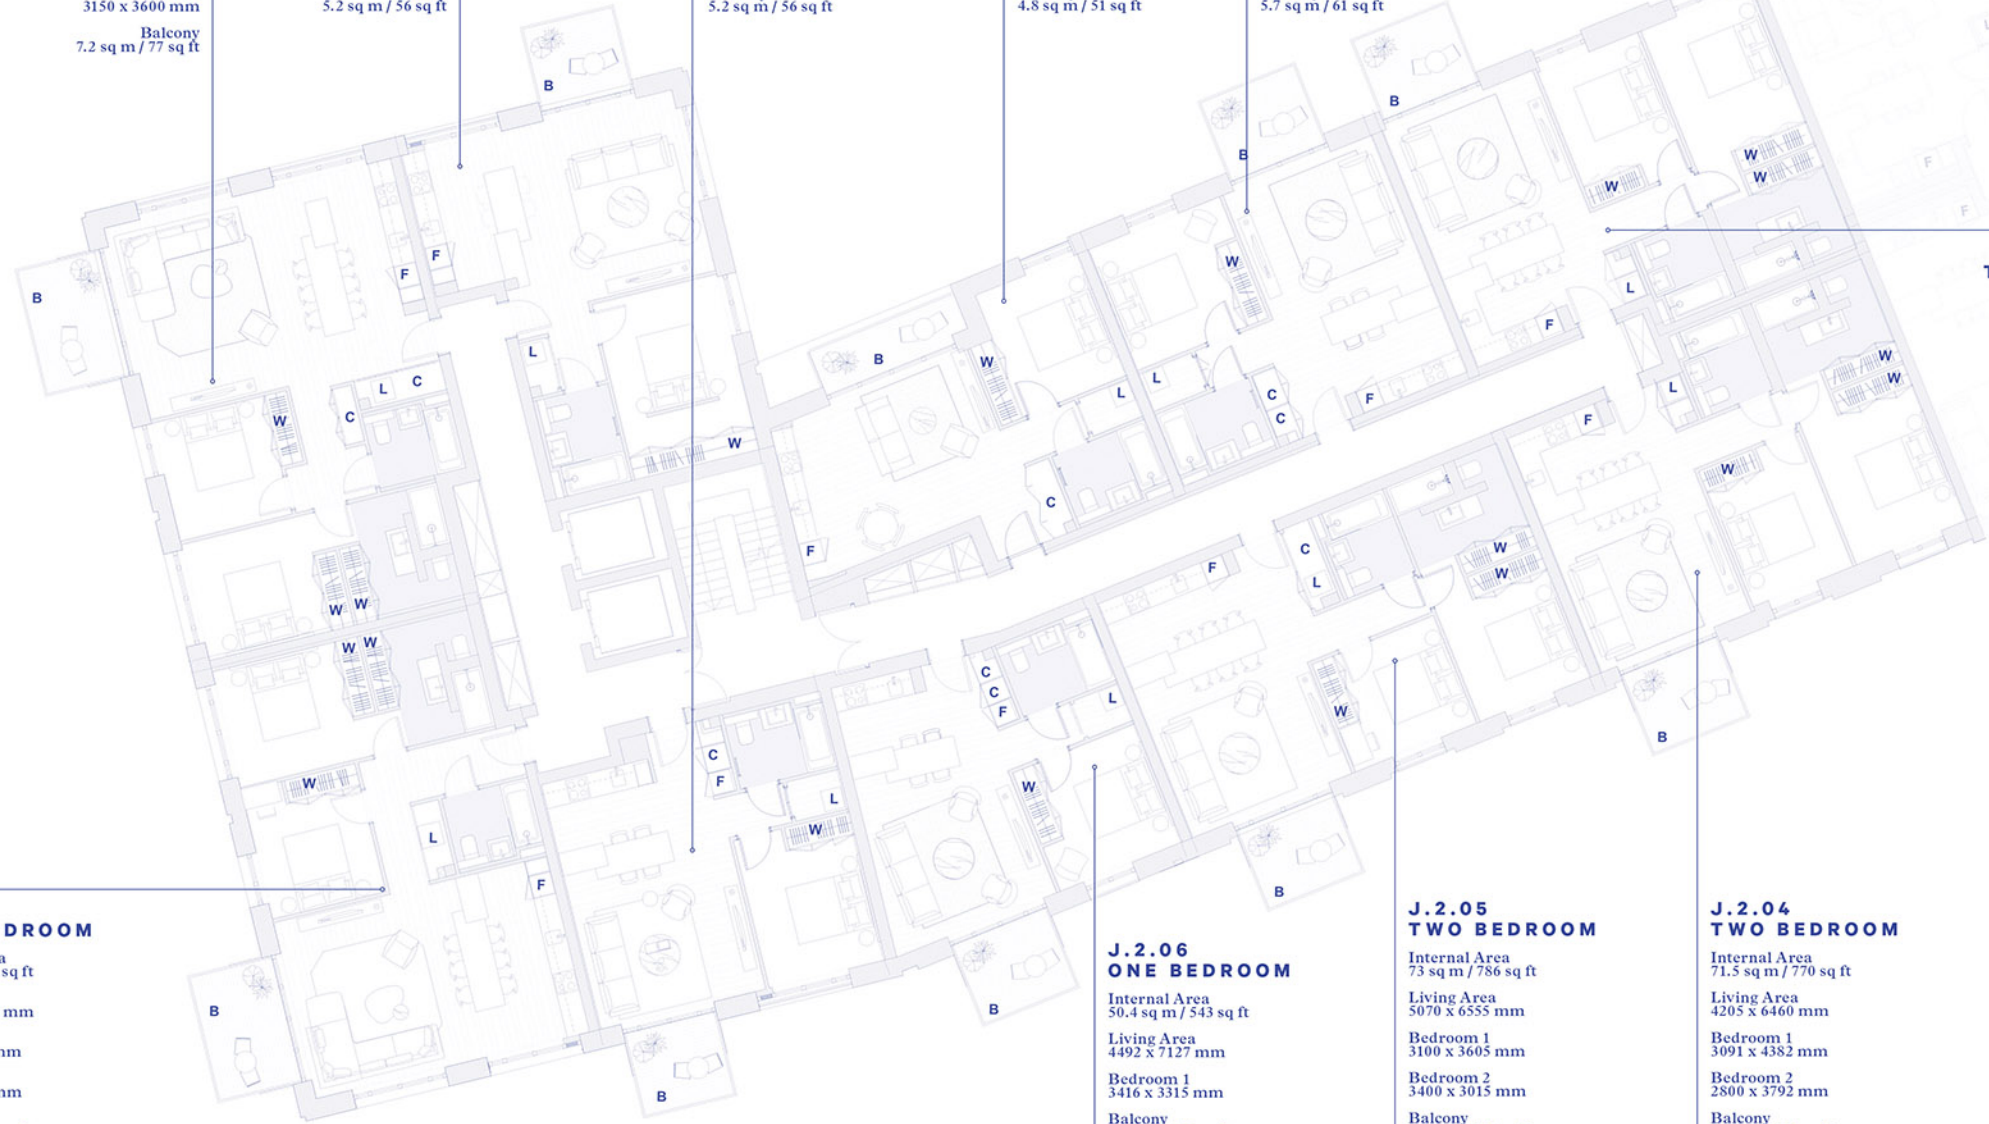 3150 x 3600 mm
Balcony
7.2 sq m / 77 sq ft
5.2 sq m / 56 sq ft
5.2 sq m / 56 sq ft
4.8 sq m / 51 sq ft
5.7 sq m / 61 sq ft
B
B
B
W
W
W
B
B
F
F
W
L
F
L
C
L
B
W
L
L
C
C
F
W
W
L
F
W
C
W
W
C
F
C
L
W
W
W
W
W
W
F
C
C
F
L
W
B
C
F
L
W
W
W
L
F
B
DROOM
sq ft
mm
B
B
B
J.2.06
ONE BEDROOM
Internal Area
50.4 sq m / 543 sq ft
Living Area
4492 x 7127 mm
Bedroom 1
3416 x 3315 mm
Balcony
J.2.05
TWO BEDROOM
Internal Area
73 sq m / 786 sq ft
Living Area
5070 x 6555 mm
Bedroom 1
3100 x 3605 mm
Bedroom 2
3400 x 3015 mm
Balcony
J.2.04
TWO BEDROOM
Internal Area
71.5 sq m / 770 sq ft
Living Area
4205 x 6460 mm
Bedroom 1
3091 x 4382 mm
Bedroom 2
2800 x 3792 mm
Balcony